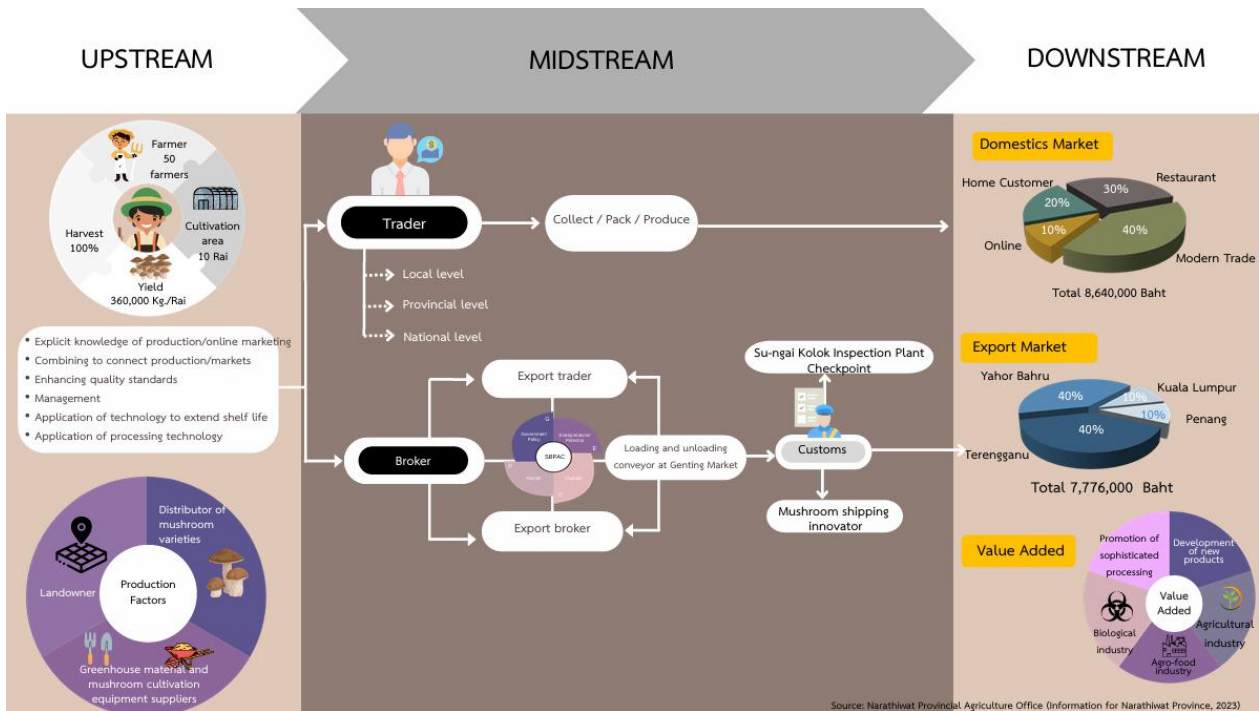 UPSTREAM
MIDSTREAM
DOWNSTREAM
Farmer
50
farmers
Cultivation
area
10 Rai
Harvest
100%
Yield
360,000 Kg./Rai
• Explicit knowledge of production/online marketing
• Combining to connect production/markets
• Enhancing quality standards
• Management
• Application of technology to extend shelf life
• Application of processing technology
Distributor of
mushroom
varieties
Landowner
Production
Factors
Greenhouse material and
mushroom cultivation
equipment suppliers
Trader
Collect / Pack / Produce
Local level
Provincial level
National level
Export trader
Broker
G
Government
Policy
Entrepreneurial
Potential
E
SBPAC
Export broker
Loading and unloading
conveyor at Genting Market
Su-ngai Kolok Inspection Plant
Checkpoint
Customs
Mushroom shipping
innovator
Domestics Market
Home Customer
20%
30%
Restaurant
Online
10%
40%
Modern Trade
Total 8,640,000 Baht
Export Market
Yahor Bahru
40%
10%
Kuala Lumpur
10%
Penang
40%
Terengganu
Total 7,776,000 Baht
Value Added
Promotion of
sophisticated
processing
Development
of new
products
Value
Added
Biological
industry
Agricultural
industry
Agro-food
industry
Source: Narathiwat Provincial Agriculture Office (Information for Narathiwat Province, 2023)